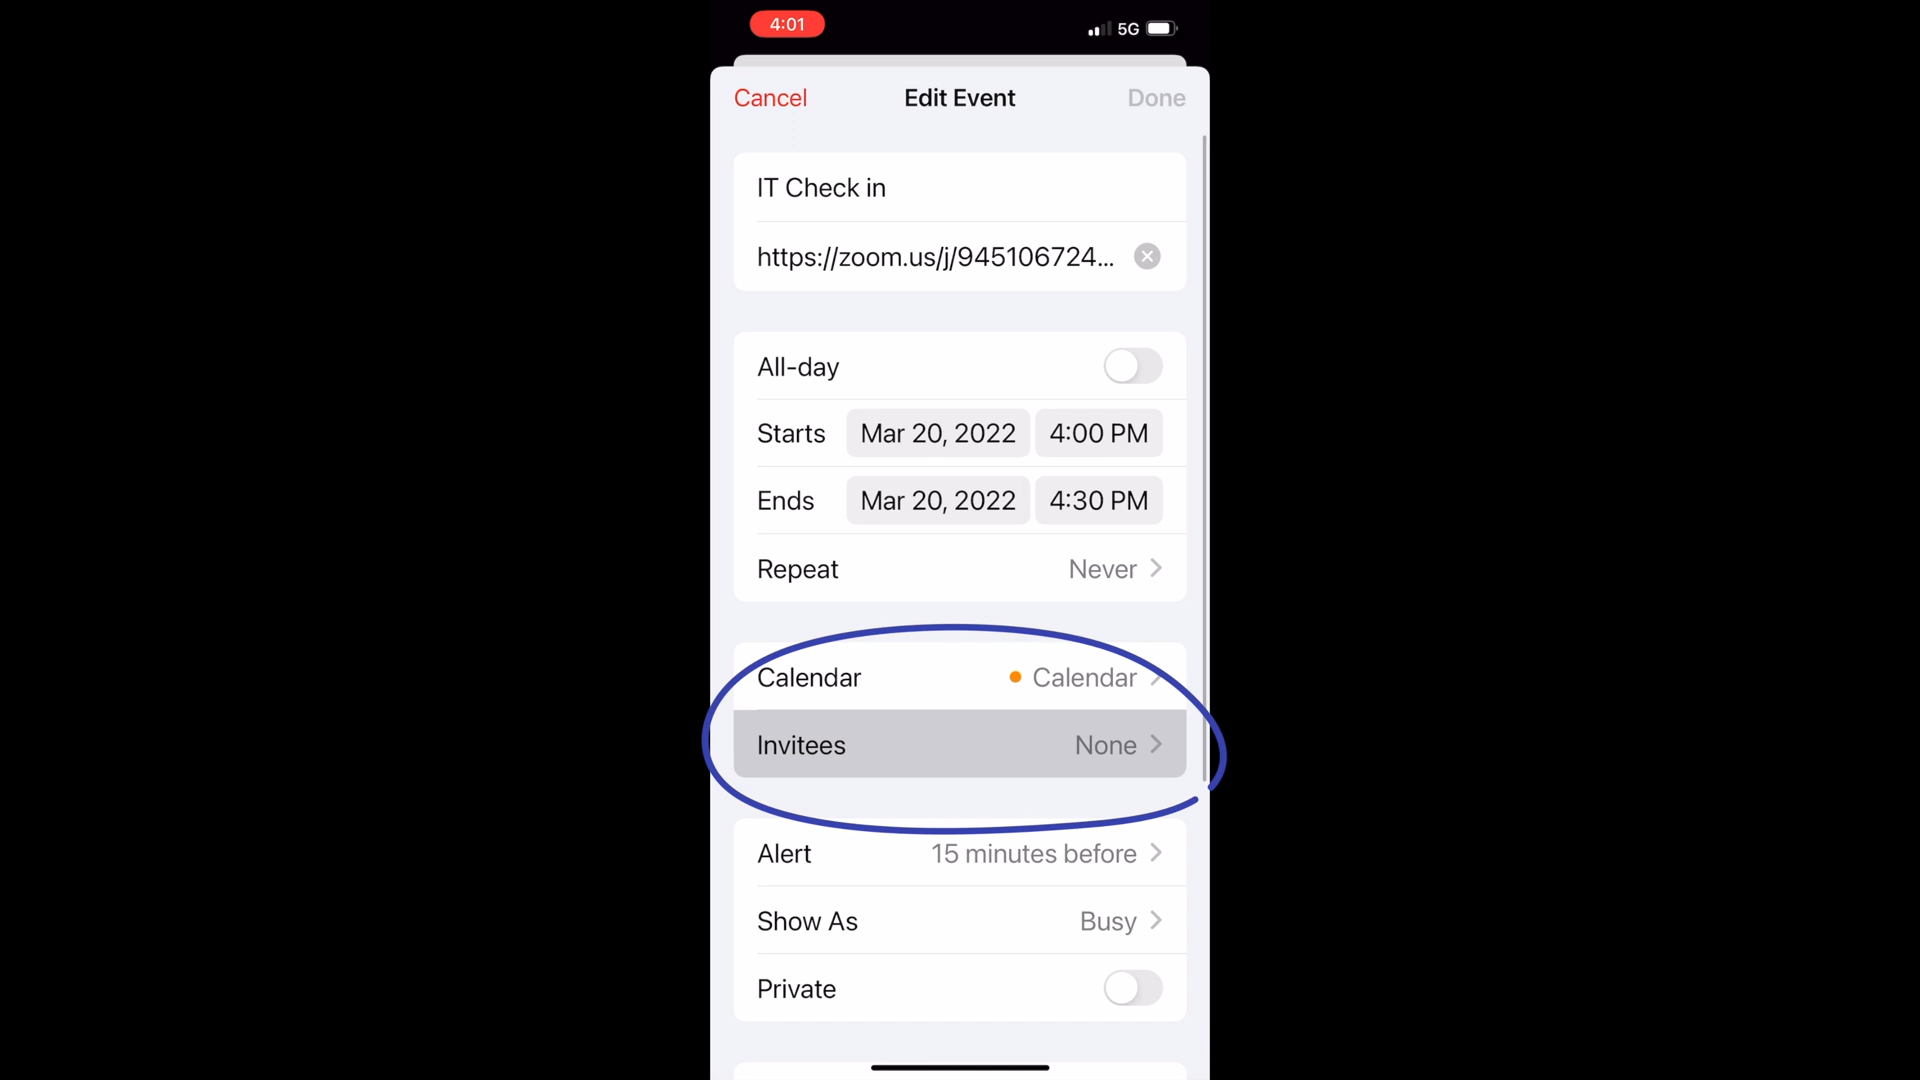 4:01 5G
Cancel Edit Event Done
IT Check in
https://zoom.us/j/945106724...
All-day
Starts Mar 20, 2022 4:00 PM
Ends Mar 20, 2022 4:30 PM
Repeat Never
Calendar Calendar
Invitees None
Alert 15 minutes before
Show As Busy
Private